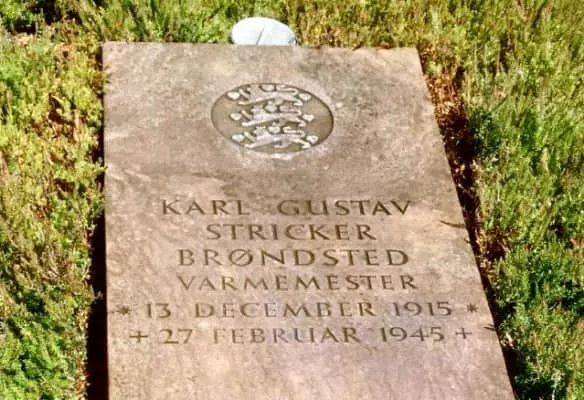 KARL GUSTAV
STRICKER
BRØNDSTED
VARMEMESTER
* 13 DECEMBER 1915 *
+ 27 FEBRUAR 1945 +